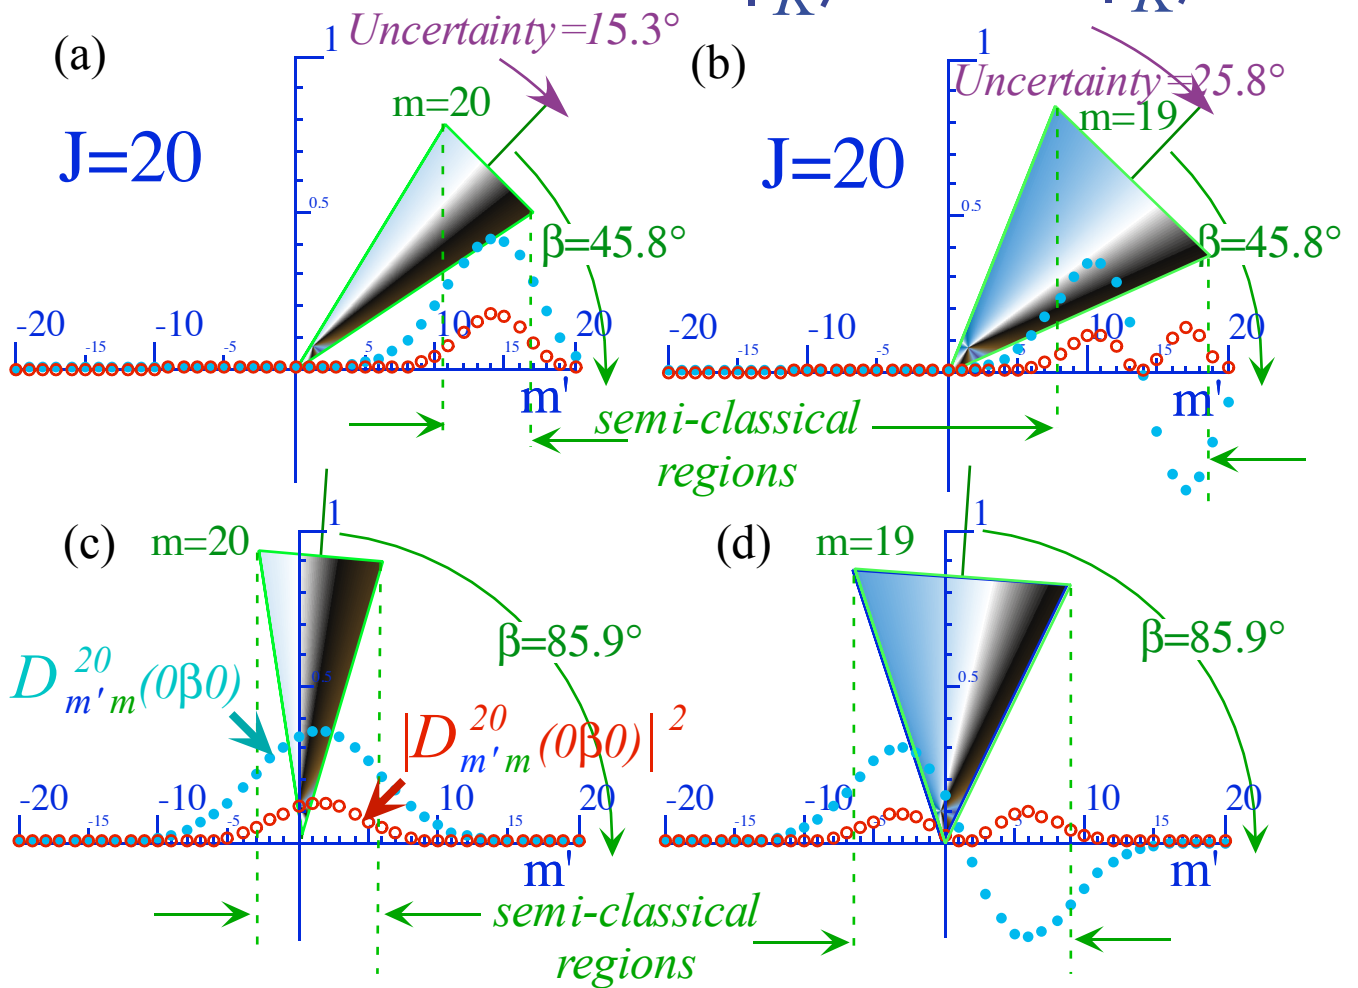 (a)
Uncertainty=15.3°
1
m=20
J=20
0.5
β=45.8°
-20 -15 -10 -5 5 10 15 20
m'
(b)
1
Uncertainty=25.8°
m=19
J=20
0.5
β=45.8°
-20 -15 -10 -5 5 10 15 20
m'
semi-classical
regions
(c)
m=20
1
0.5
β=85.9°
D 20 m'm (0β0)
|D 20 m'm (0β0)| 2
-20 -15 -10 -5 10 15 20
m'
(d)
m=19
1
0.5
β=85.9°
-20 -15 -10 -5 5 10 15 20
m'
semi-classical
regions